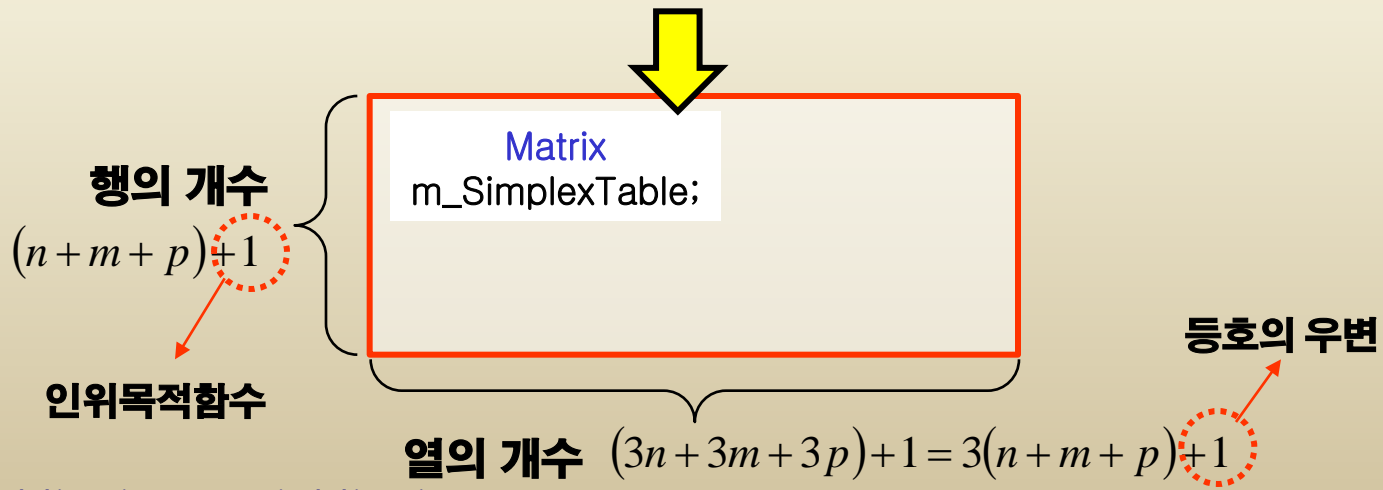 Matrix
m_SimplexTable;
행의 개수
(n + m + p)+1
인위목적함수
등호의 우변
열의 개수 (3n + 3m + 3p)+1 = 3(n + m + p)+1